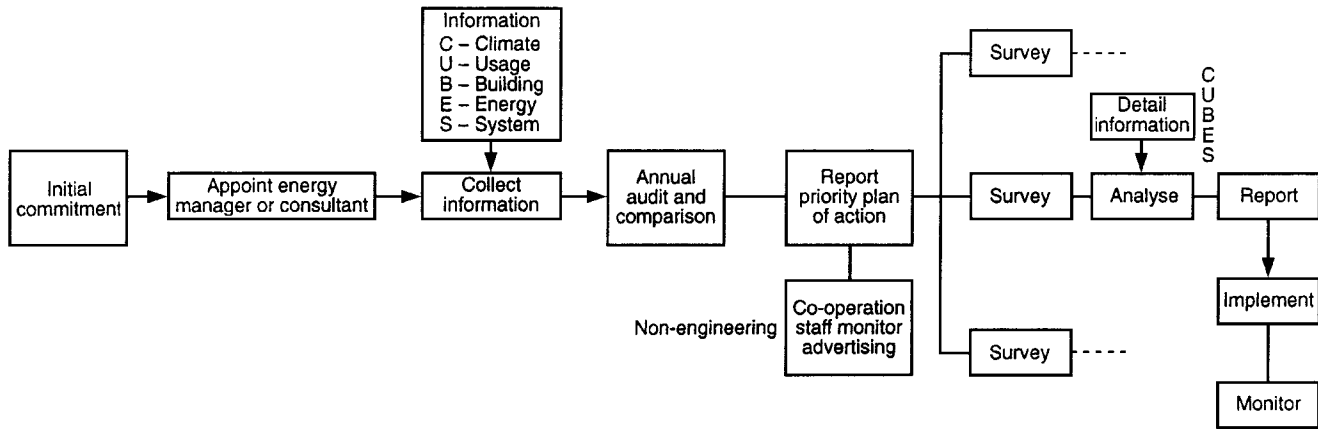 Information
C – Climate
U – Usage
B – Building
E – Energy
S – System
Initial
commitment
Appoint energy
manager or consultant
Collect
information
Annual
audit and
comparison
Report
priority plan
of action
Non-engineering
Co-operation
staff monitor
advertising
Survey
Survey
Survey
Detail
information
C
U
B
E
S
Analyse
Report
Implement
Monitor